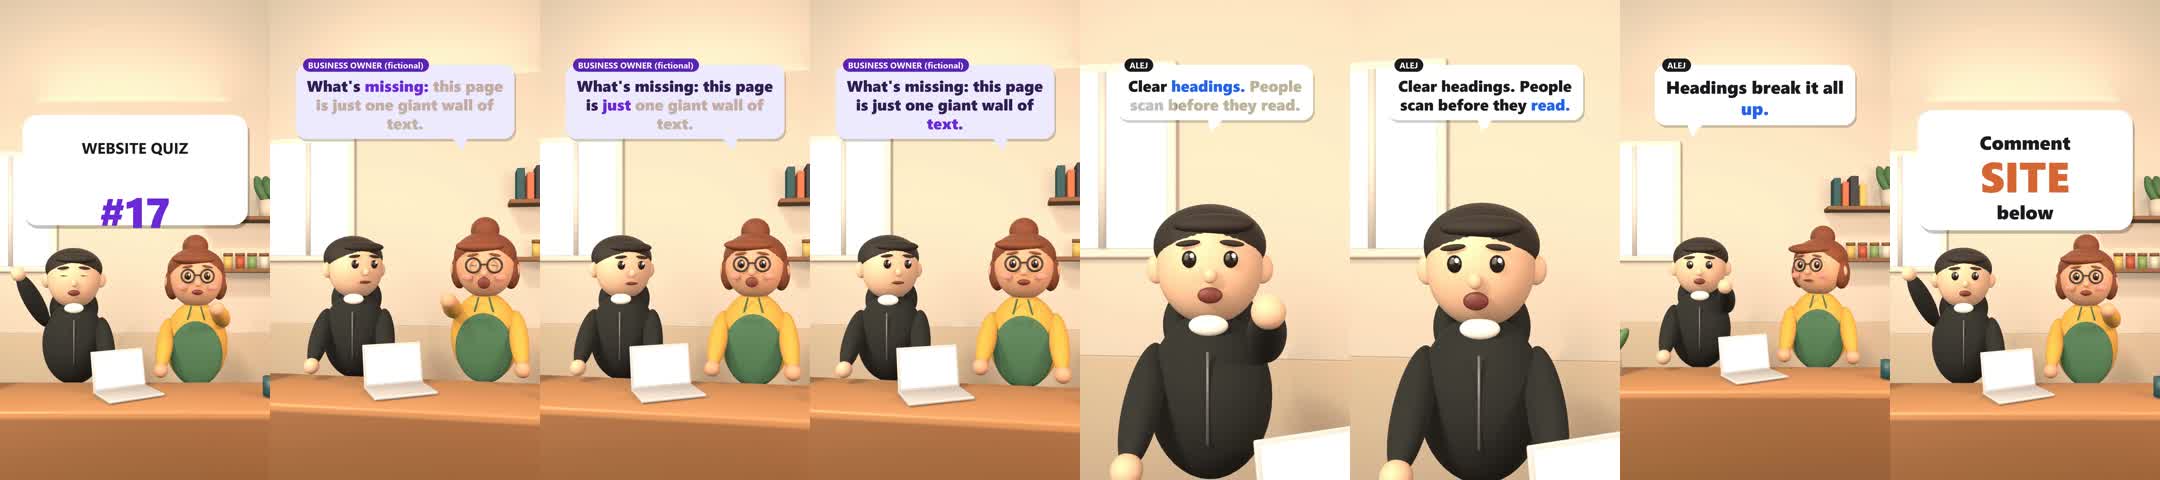 WEBSITE QUIZ
#17
BUSINESS OWNER (fictional)
What's missing: this page
is just one giant wall of
text.
BUSINESS OWNER (fictional)
What's missing: this page
is just one giant wall of
text.
BUSINESS OWNER (fictional)
What's missing: this page
is just one giant wall of
text.
ALEJ
Clear headings. People
scan before they read.
ALEJ
Clear headings. People
scan before they read.
ALEJ
Headings break it all
up.
Comment
SITE
below